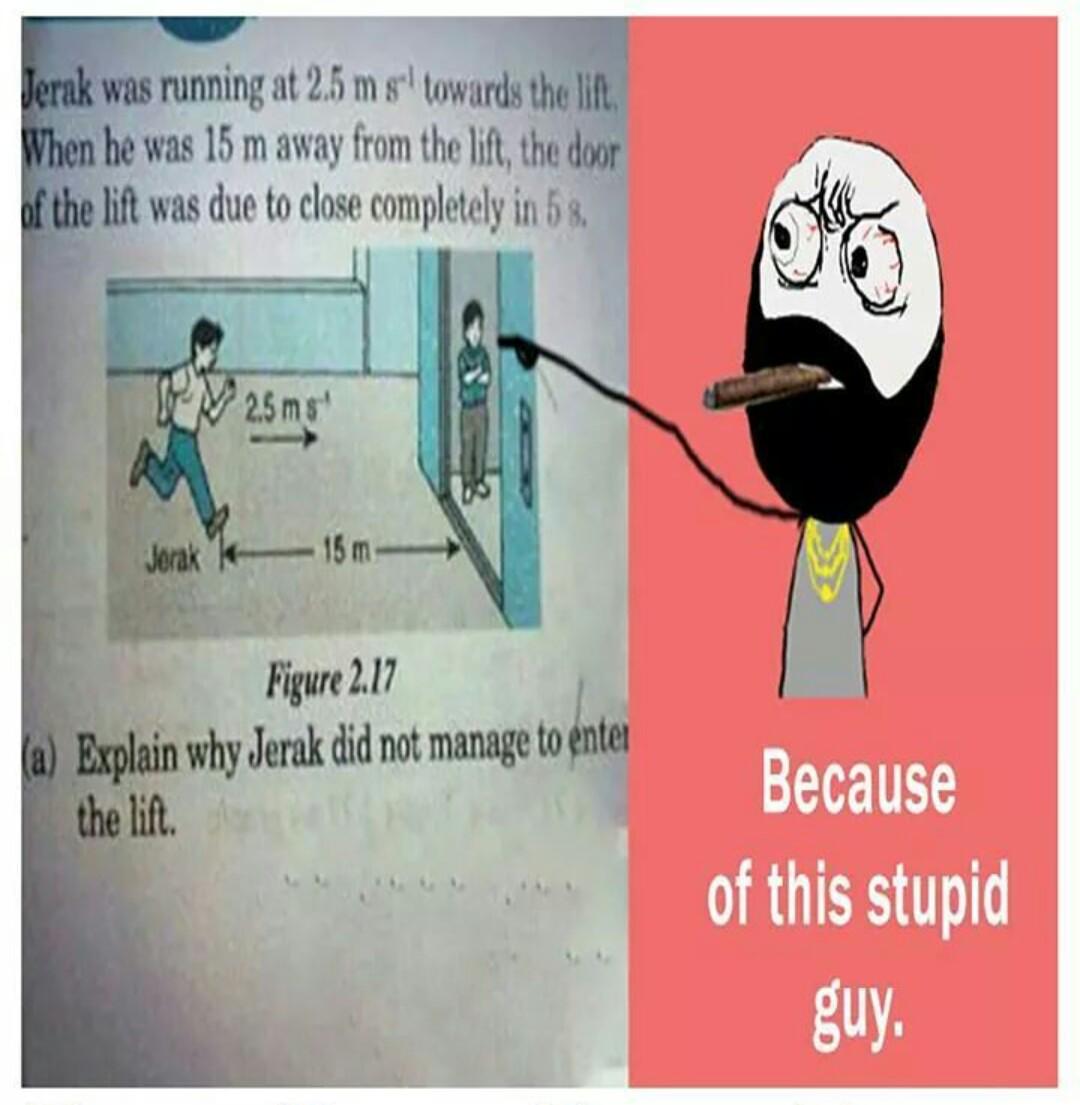 Jerak was running at 2.5 m s⁻¹ towards the lift.
When he was 15 m away from the lift, the door
of the lift was due to close completely in 5 s.
2.5 m s⁻¹
Jerak
15 m
Figure 2.17
(a) Explain why Jerak did not manage to enter
the lift.
Because
of this stupid
guy.